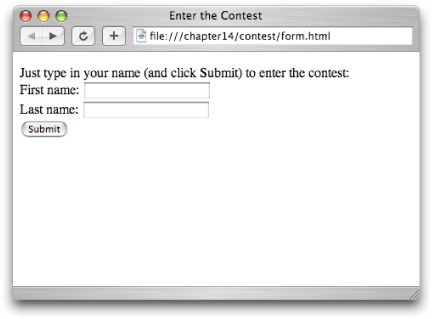 Enter the Contest
file:///chapter14/contest/form.html
Just type in your name (and click Submit) to enter the contest:
First name:
Last name:
Submit